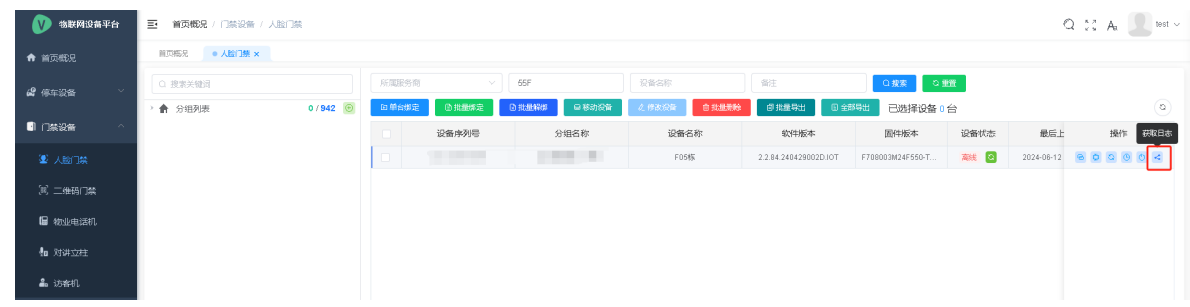 物联网设备平台
首页概况 / 门禁设备 / 人脸门禁
test
首页概况
首页概况
人脸门禁 ×
停车设备
门禁设备
人脸门禁
二维码门禁
物业电话机
对讲立柱
访客机
搜索关键词
分组列表
0 / 942
所属服务商
55F
设备名称
备注
搜索
重置
单台绑定
批量绑定
批量解绑
移动设备
修改设备
批量删除
批量导出
全部导出
已选择设备 0 台
设备序列号
分组名称
设备名称
软件版本
固件版本
设备状态
最后上
操作
获取日志
F05栋
2.2.84.240429002D.IOT
F708003M24F550-T...
离线
2024-06-12